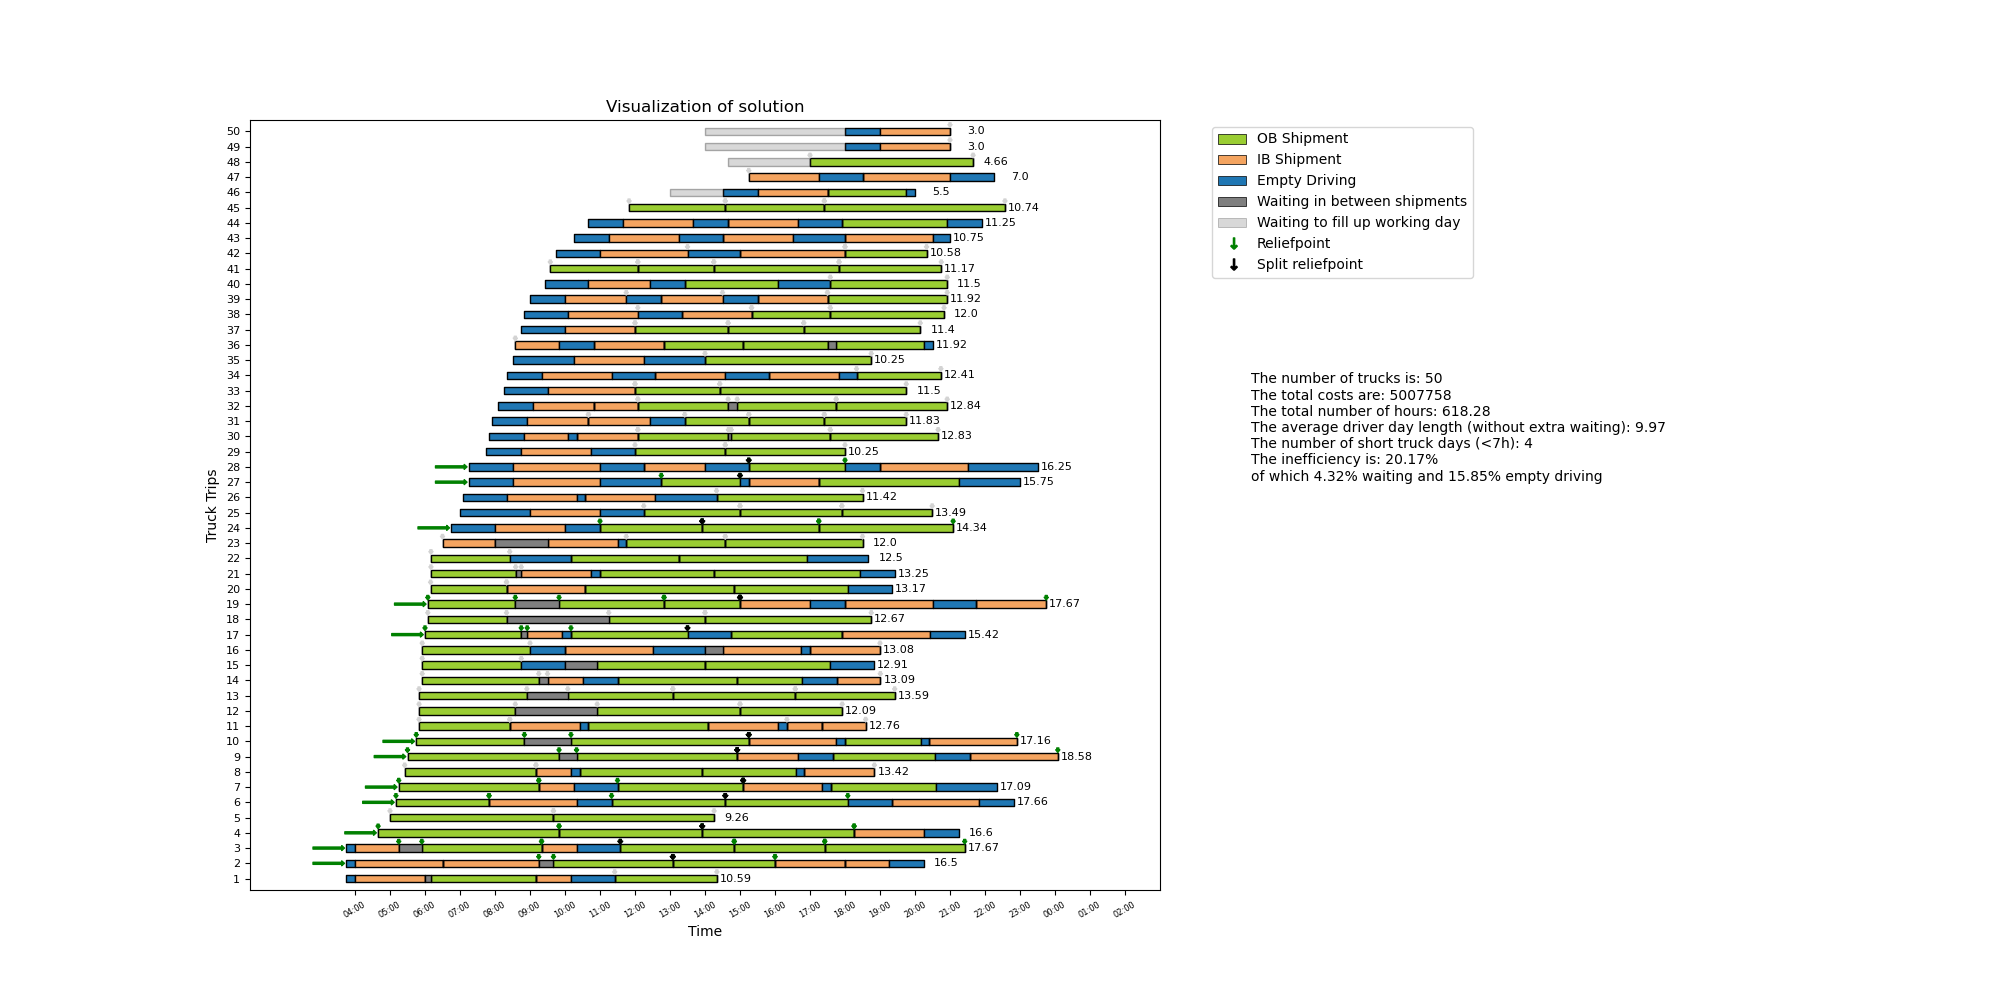 Visualization of solution
50 3.0
49 3.0
48 4.66
47 7.0
46 5.5
45 10.74
44 11.25
43 10.75
42 10.58
41 11.17
40 11.5
39 11.92
38 12.0
37 11.4
36 11.92
35 10.25
34 12.41
33 11.5
32 12.84
31 11.83
30 12.83
29 10.25
28 16.25
27 15.75
26 11.42
25 13.49
24 14.34
23 12.0
22 12.5
21 13.25
20 13.17
19 17.67
18 12.67
17 15.42
16 13.08
15 12.91
14 13.09
13 13.59
12 12.09
11 12.76
10 17.16
9 18.58
8 13.42
7 17.09
6 17.66
5 9.26
4 16.6
3 17.67
2 16.5
1 10.59
Truck Trips
04:00 05:00 06:00 07:00 08:00 09:00 10:00 11:00 12:00 13:00 14:00 15:00 16:00 17:00 18:00 19:00 20:00 21:00 22:00 23:00 00:00 01:00 02:00
Time
OB Shipment
IB Shipment
Empty Driving
Waiting in between shipments
Waiting to fill up working day
Reliefpoint
Split reliefpoint
The number of trucks is: 50
The total costs are: 5007758
The total number of hours: 618.28
The average driver day length (without extra waiting): 9.97
The number of short truck days (<7h): 4
The inefficiency is: 20.17%
of which 4.32% waiting and 15.85% empty driving